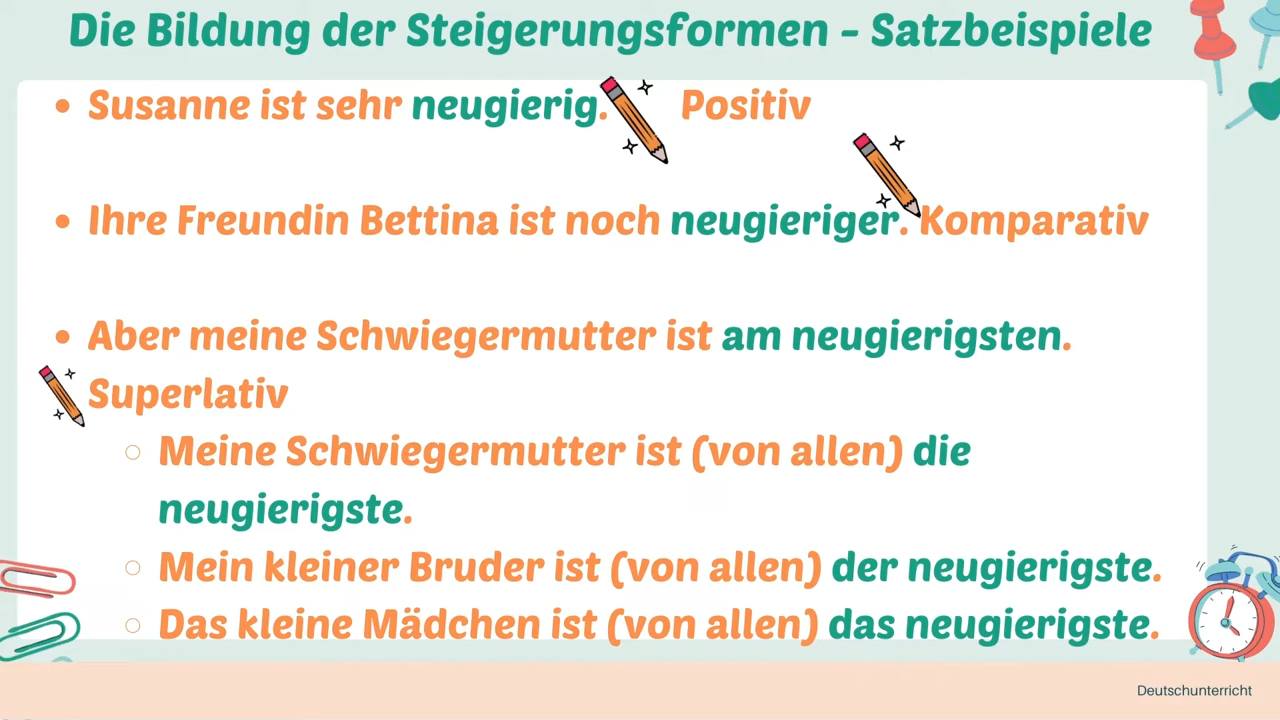 Die Bildung der Steigerungsformen - Satzbeispiele
• Susanne ist sehr neugierig. Positiv
• Ihre Freundin Bettina ist noch neugieriger. Komparativ
• Aber meine Schwiegermutter ist am neugierigsten.
Superlativ
○ Meine Schwiegermutter ist (von allen) die
neugierigste.
○ Mein kleiner Bruder ist (von allen) der neugierigste.
○ Das kleine Mädchen ist (von allen) das neugierigste.
Deutschunterricht